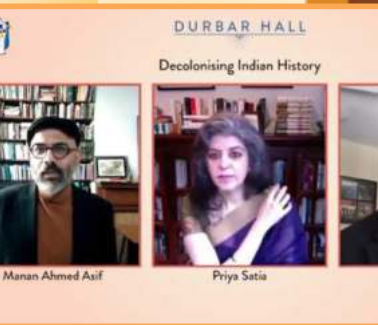 DURBAR HALL
Decolonising Indian History
Manan Ahmed Asif
Priya Satia